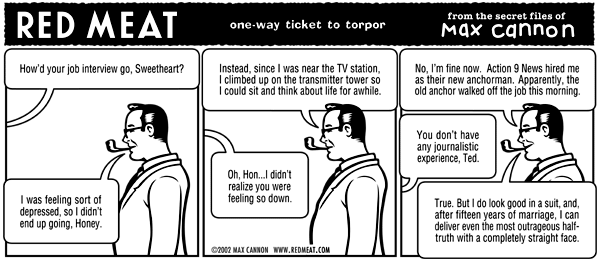 RED MEAT
one-way ticket to torpor
from the secret files of
Max cannon
How'd your job interview go, Sweetheart?
I was feeling sort of
depressed, so I didn't
end up going, Honey.
Instead, since I was near the TV station,
I climbed up on the transmitter tower so
I could sit and think about life for awhile.
Oh, Hon...I didn't
realize you were
feeling so down.
©2002 MAX CANNON WWW.REDMEAT.COM
No, I'm fine now. Action 9 News hired me
as their new anchorman. Apparently, the
old anchor walked off the job this morning.
You don't have
any journalistic
experience, Ted.
True. But I do look good in a suit, and,
after fifteen years of marriage, I can
deliver even the most outrageous half-
truth with a completely straight face.